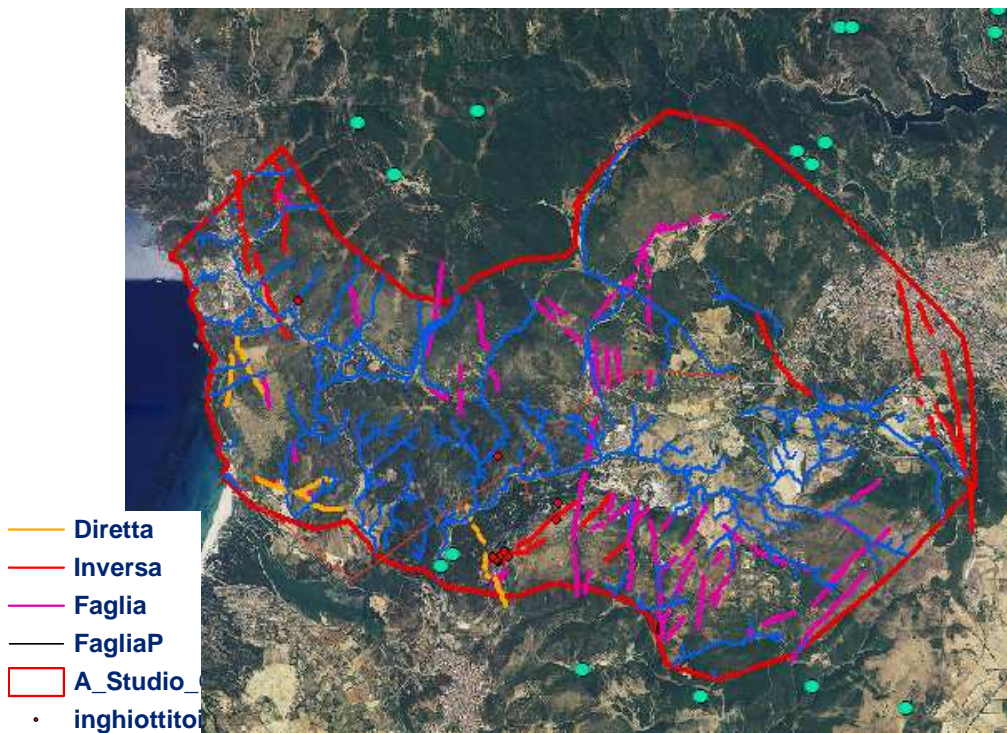 Diretta
Inversa
Faglia
FagliaP
A_Studio_
inghiottitoi